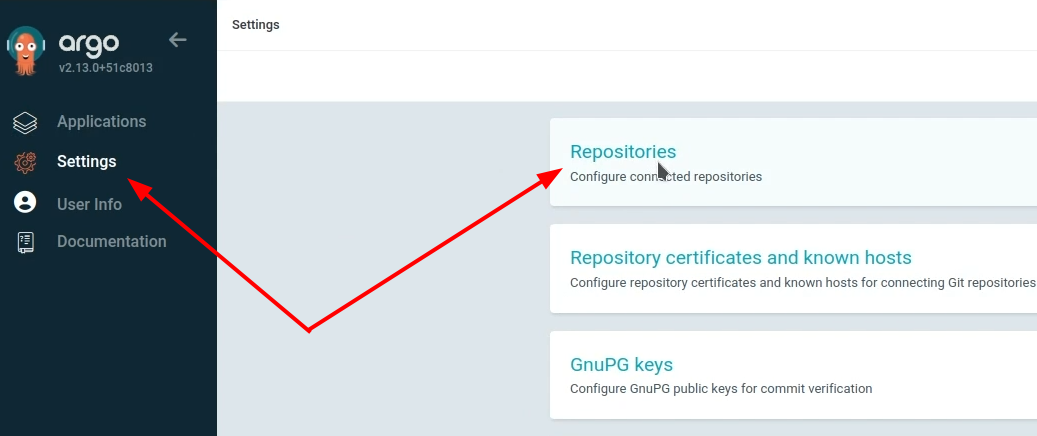 argo
v2.13.0+51c8013
Applications
Settings
User Info
Documentation
Settings
Repositories
Configure connected repositories
Repository certificates and known hosts
Configure repository certificates and known hosts for connecting Git repositories
GnuPG keys
Configure GnuPG public keys for commit verification